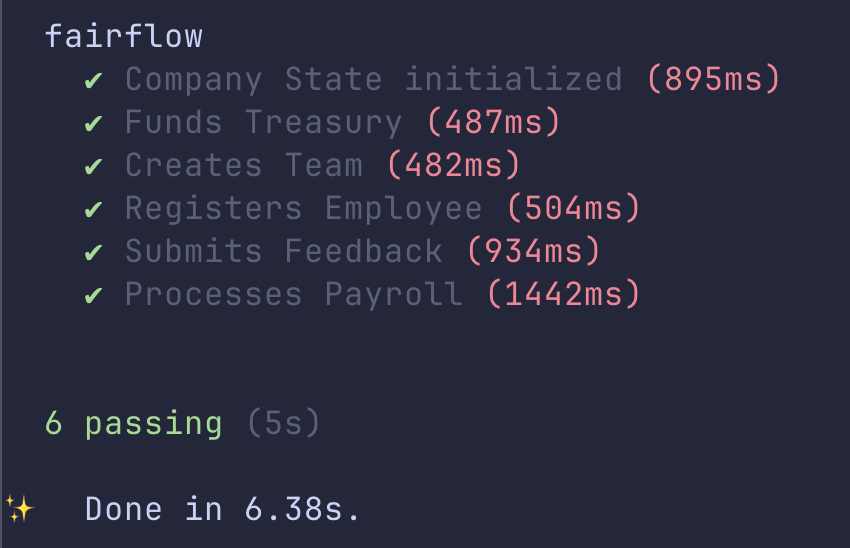 fairflow
✔ Company State initialized (895ms)
✔ Funds Treasury (487ms)
✔ Creates Team (482ms)
✔ Registers Employee (504ms)
✔ Submits Feedback (934ms)
✔ Processes Payroll (1442ms)
6 passing (5s)
✨ Done in 6.38s.